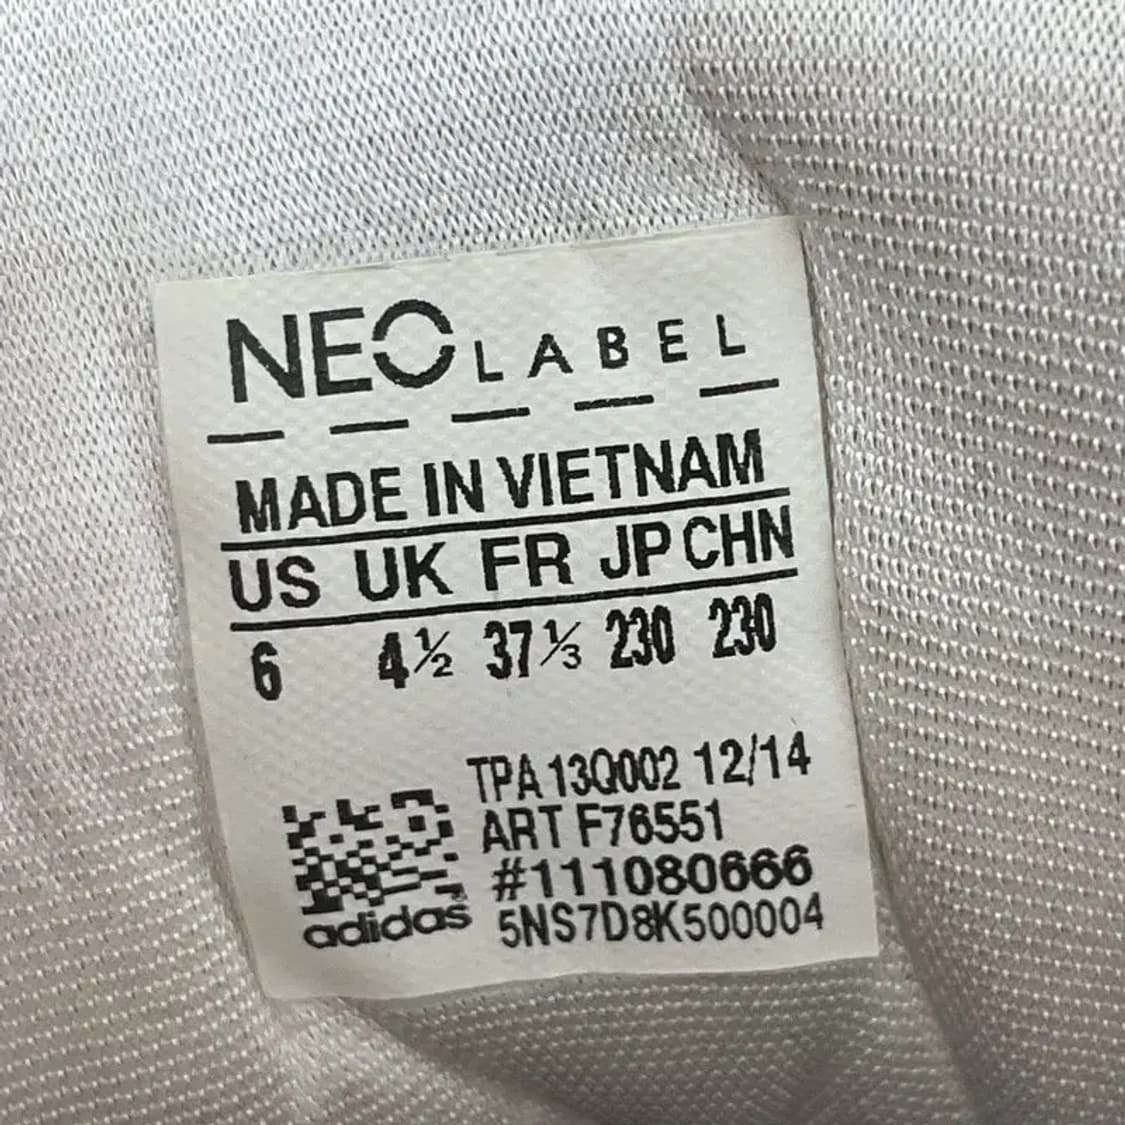 NEO LABEL
MADE IN VIETNAM
US UK FR JP CHN
6 4½ 37⅓ 230 230
TPA 13Q002 12/14
ART F76551
#111080666
adidas 5NS7D8K500004